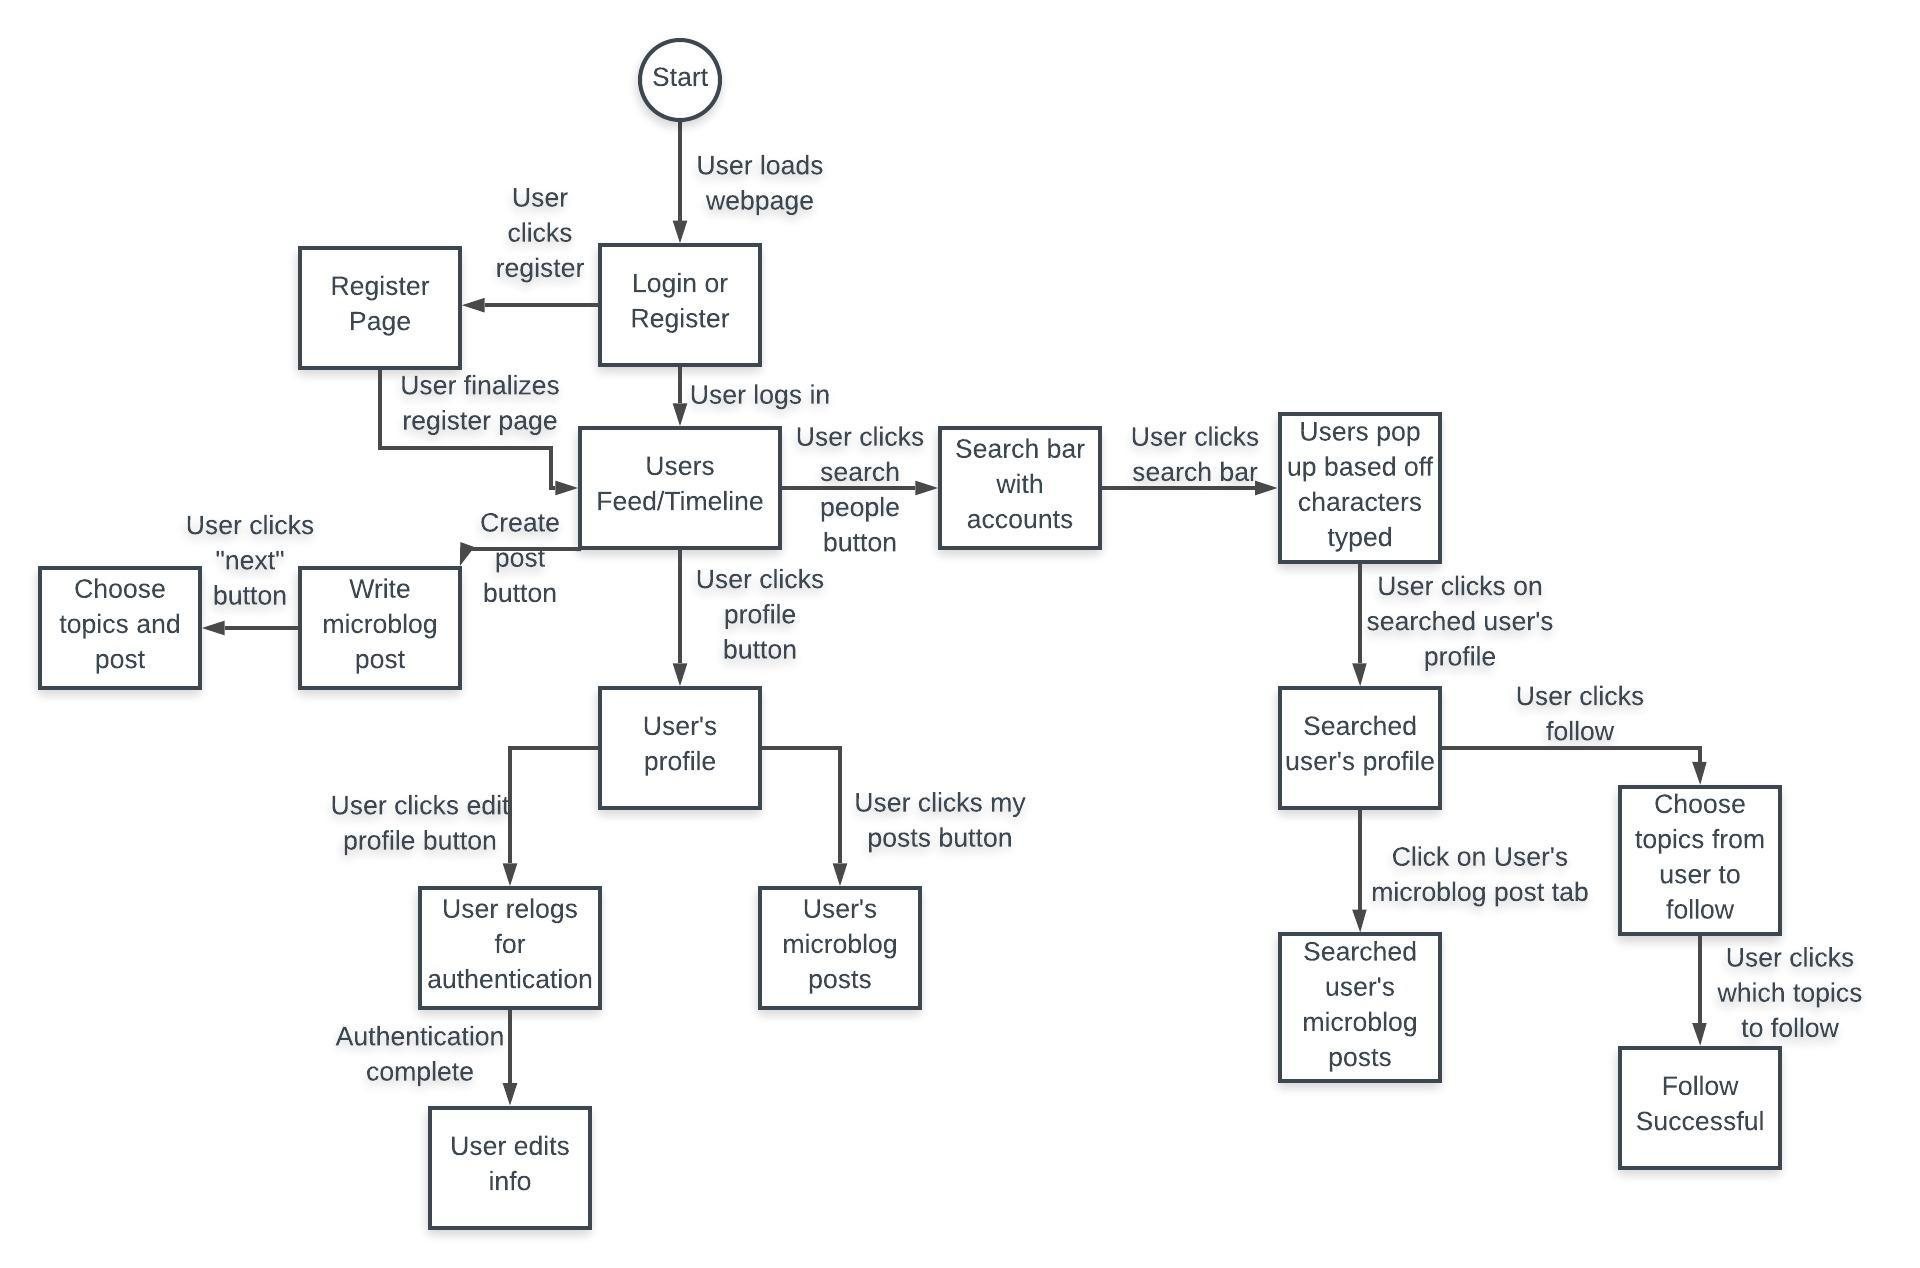 Start
User loads
webpage
User
clicks
register
Register
Page
Login or
Register
User finalizes
register page
User logs in
Users
Feed/Timeline
User clicks
search
people
button
Search bar
with
accounts
User clicks
search bar
Users pop
up based off
characters
typed
Create
post
button
User clicks
"next"
button
Choose
topics and
post
Write
microblog
post
User clicks
profile
button
User clicks on
searched user's
profile
User's
profile
Searched
user's profile
User clicks
follow
User clicks edit
profile button
User clicks my
posts button
Choose
topics from
user to
follow
Click on User's
microblog post tab
User relogs
for
authentication
User's
microblog
posts
Searched
user's
microblog
posts
User clicks
which topics
to follow
Authentication
complete
Follow
Successful
User edits
info